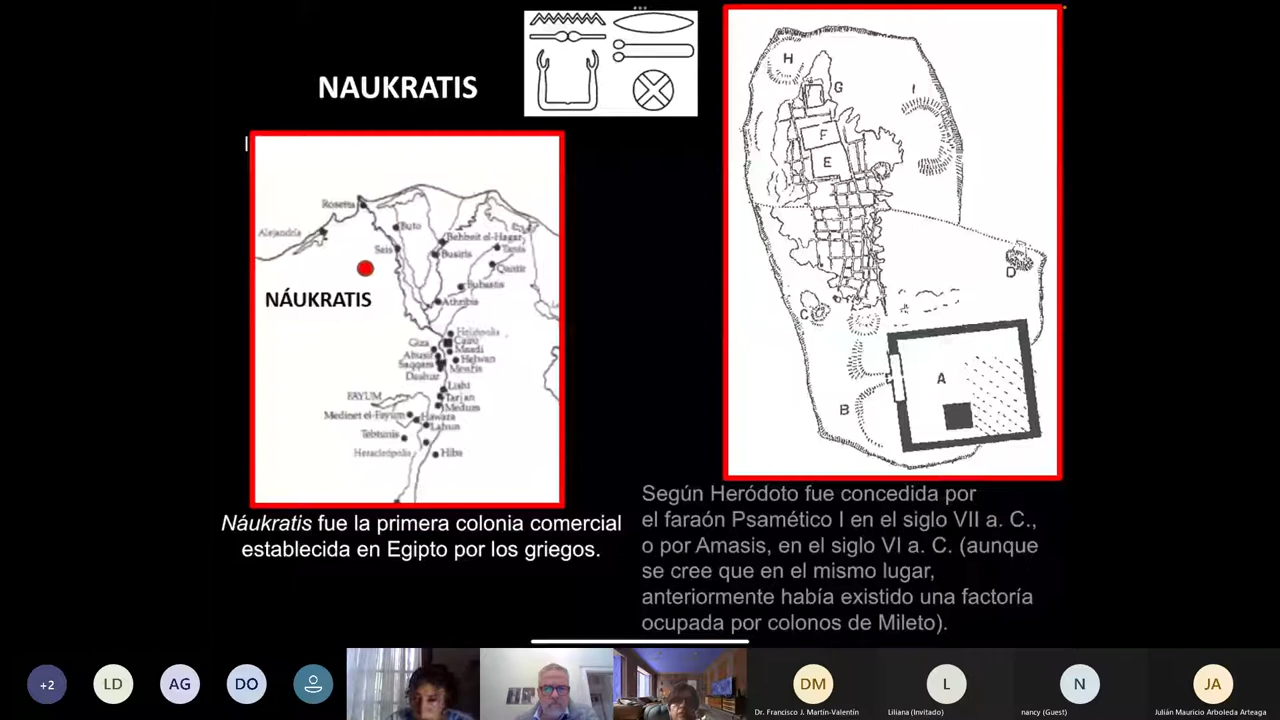 NAUKRATIS
Rosetta
Alejandría
Buto
Sais
Behbeit el-Hagar
Busiris
Tanis
Qantir
Bubastis
NÁUKRATIS
Athribis
Heliópolis
Giza
Cairo
Abusir
Maadi
Saqqara
Helwan
Menfis
Dashur
Lisht
FAYUM
Tarjan
Medum
Medinet el-Fayum
Hawara
Lahun
Tebtunis
Heracleópolis
Hiba
H
G
I
F
E
D
C
A
B
Náukratis fue la primera colonia comercial
establecida en Egipto por los griegos.
Según Heródoto fue concedida por
el faraón Psamético I en el siglo VII a. C.,
o por Amasis, en el siglo VI a. C. (aunque
se cree que en el mismo lugar,
anteriormente había existido una factoría
ocupada por colonos de Mileto).
+2
LD
AG
DO
DM
L
N
JA
Dr. Francisco J. Martín-Valentín
Liliana (Invitado)
nancy (Guest)
Julián Mauricio Arboleda Arteaga